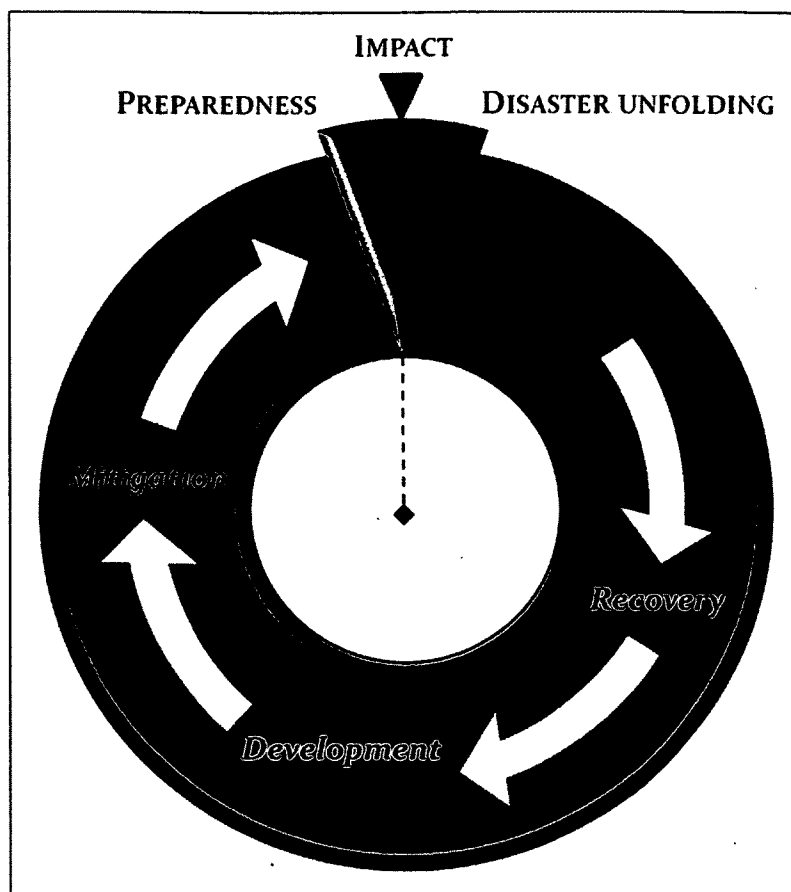 IMPACT
PREPAREDNESS
DISASTER UNFOLDING
Mitigation
Recovery
Development